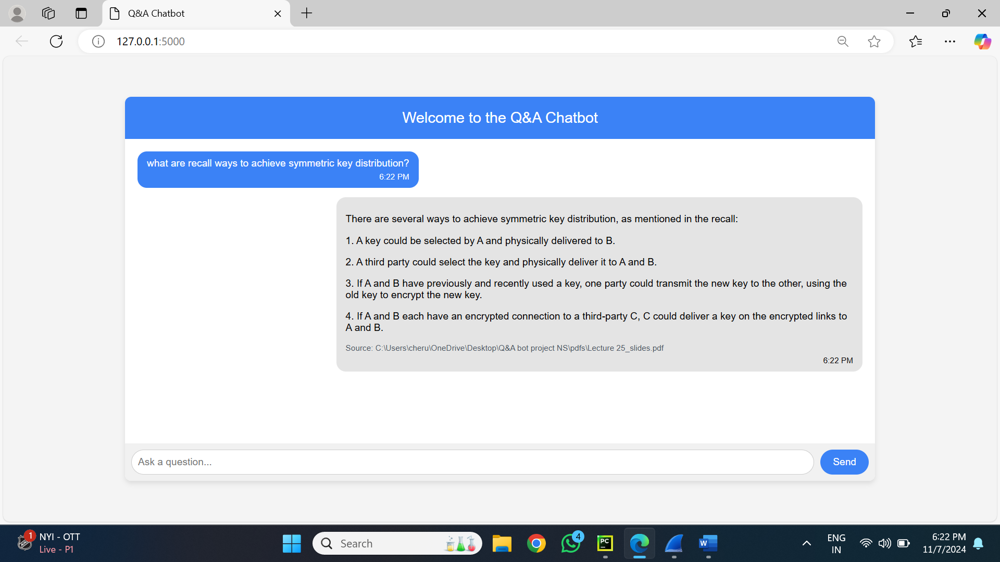 Q&A Chatbot
127.0.0.1:5000
Welcome to the Q&A Chatbot
what are recall ways to achieve symmetric key distribution?
6:22 PM
There are several ways to achieve symmetric key distribution, as mentioned in the recall:
1. A key could be selected by A and physically delivered to B.
2. A third party could select the key and physically deliver it to A and B.
3. If A and B have previously and recently used a key, one party could transmit the new key to the other, using the
old key to encrypt the new key.
4. If A and B each have an encrypted connection to a third-party C, C could deliver a key on the encrypted links to
A and B.
Source: C:\Users\cheru\OneDrive\Desktop\Q&A bot project NS\pdfs\Lecture 25_slides.pdf
6:22 PM
Ask a question...
Send
1
NYI - OTT
Live - P1
Search
4
PC
W
ENG
IN
6:22 PM
11/7/2024